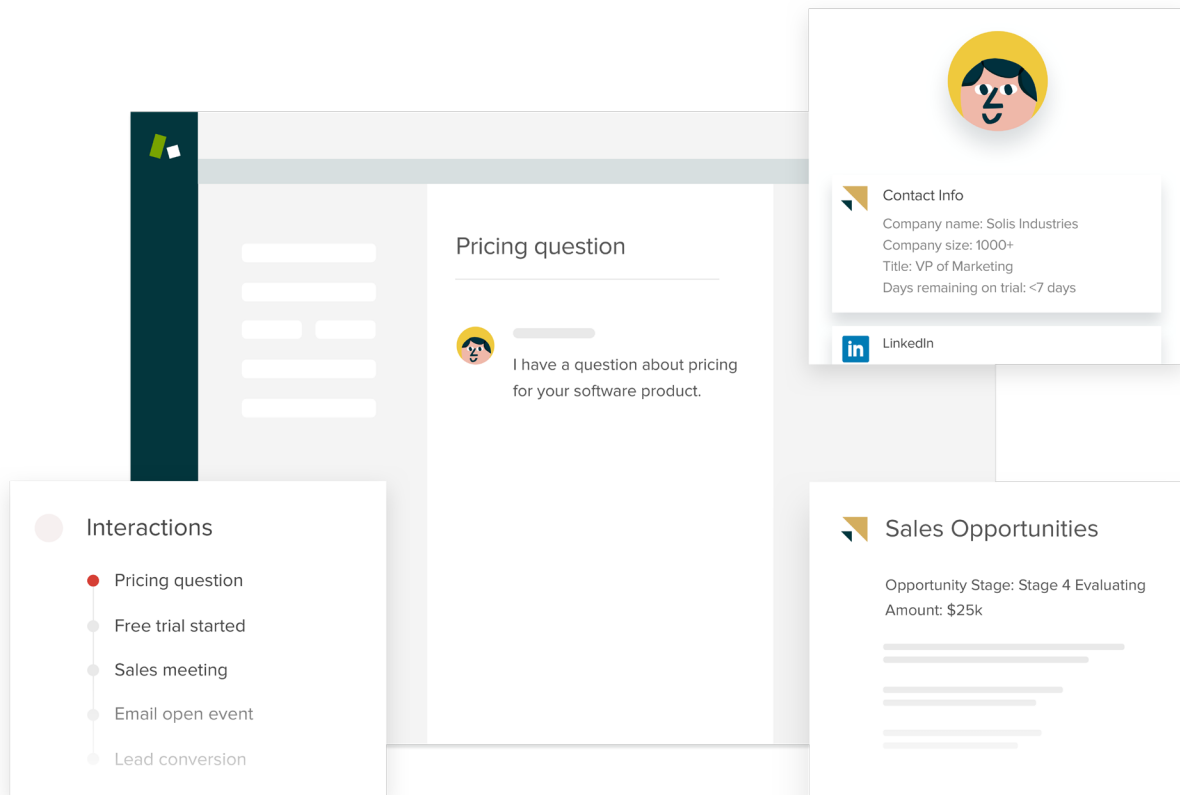 Contact Info
Company name: Solis Industries
Company size: 1000+
Title: VP of Marketing
Days remaining on trial: <7 days
in
LinkedIn
Pricing question
I have a question about pricing
for your software product.
Interactions
Pricing question
Free trial started
Sales meeting
Email open event
Lead conversion
Sales Opportunities
Opportunity Stage: Stage 4 Evaluating
Amount: $25k